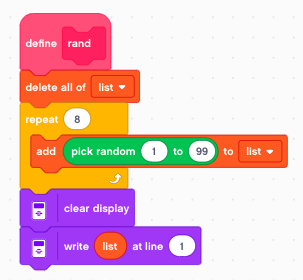 define rand
delete all of list
repeat 8
add pick random 1 to 99 to list
clear display
write list at line 1